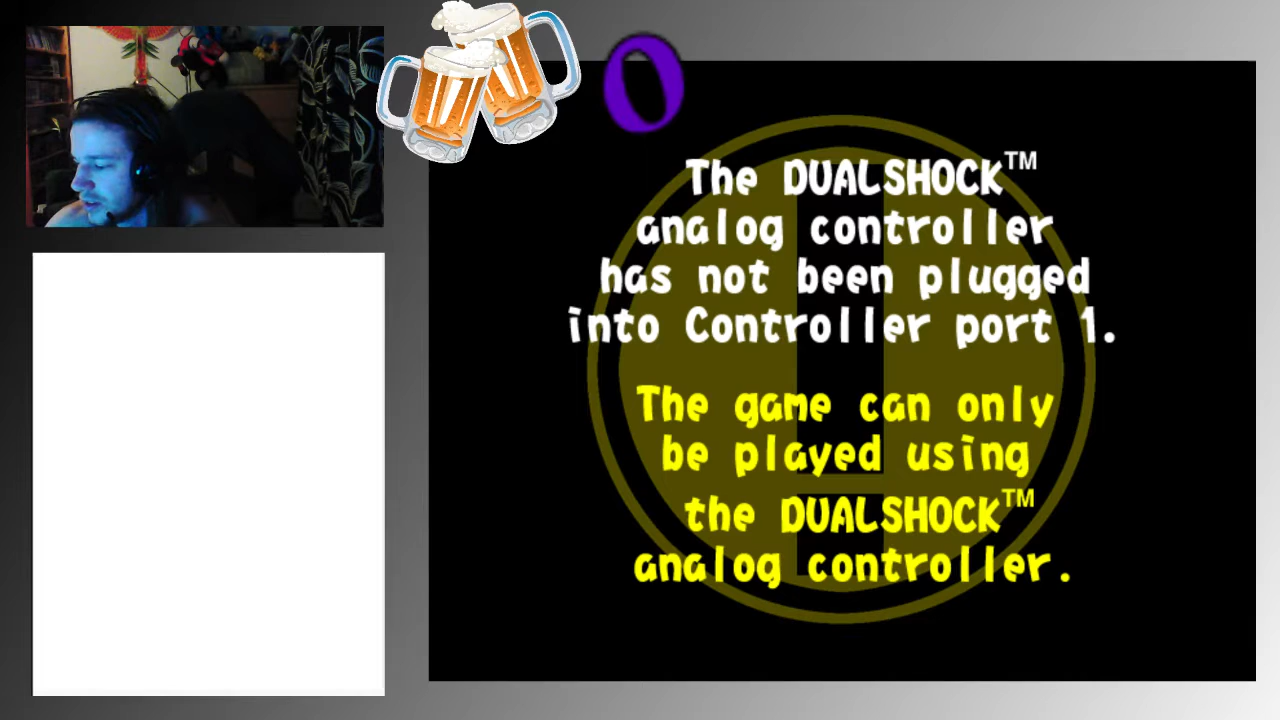 0
The DUALSHOCK™
analog controller
has not been plugged
into Controller port 1.
The game can only
be played using
the DUALSHOCK™
analog controller.